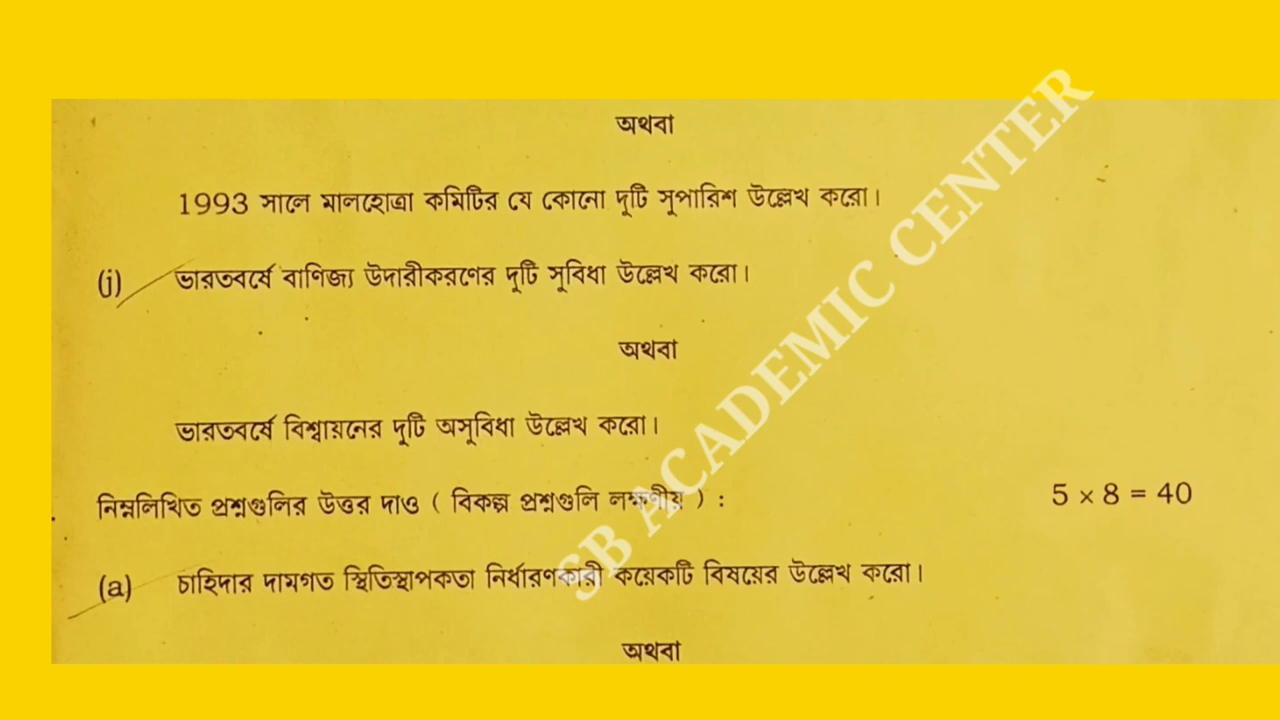 অথবা
1993 সালে মালহোত্রা কমিটির যে কোনো দুটি সুপারিশ উল্লেখ করো।
(j) ভারতবর্ষে বাণিজ্য উদারীকরণের দুটি সুবিধা উল্লেখ করো।
অথবা
ভারতবর্ষে বিশ্বায়নের দুটি অসুবিধা উল্লেখ করো।
নিম্নলিখিত প্রশ্নগুলির উত্তর দাও ( বিকল্প প্রশ্নগুলি লক্ষণীয় ) : 5 × 8 = 40
(a) চাহিদার দামগত স্থিতিস্থাপকতা নির্ধারণকারী কয়েকটি বিষয়ের উল্লেখ করো।
অথবা
SB ACADEMIC CENTER